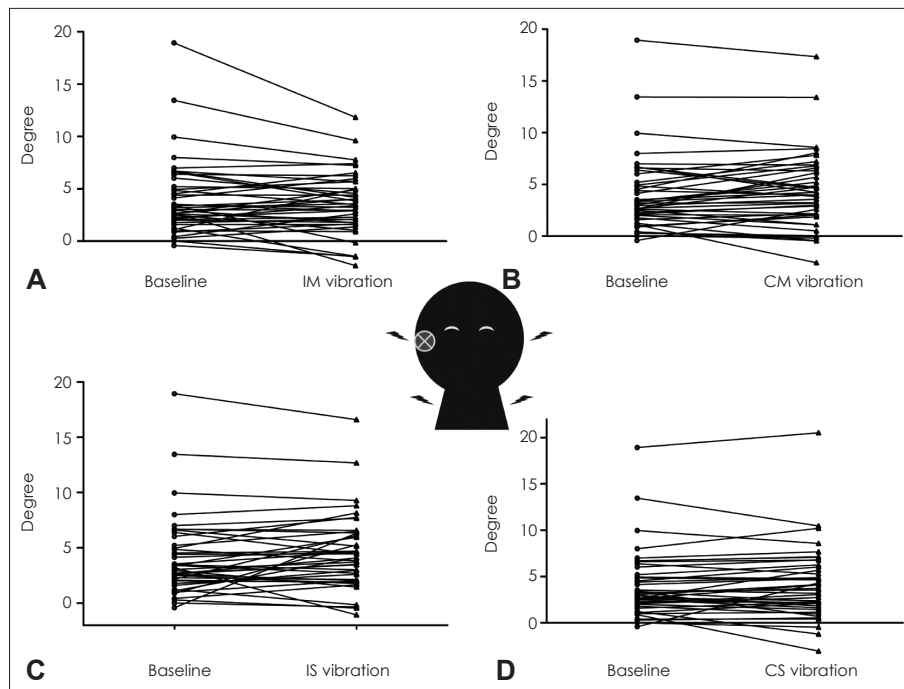 20
15
10
5
0
Degree
Baseline
IM vibration
A
20
15
10
5
0
Degree
Baseline
CM vibration
B
20
15
10
5
0
Degree
Baseline
IS vibration
C
20
15
10
5
0
Degree
Baseline
CS vibration
D